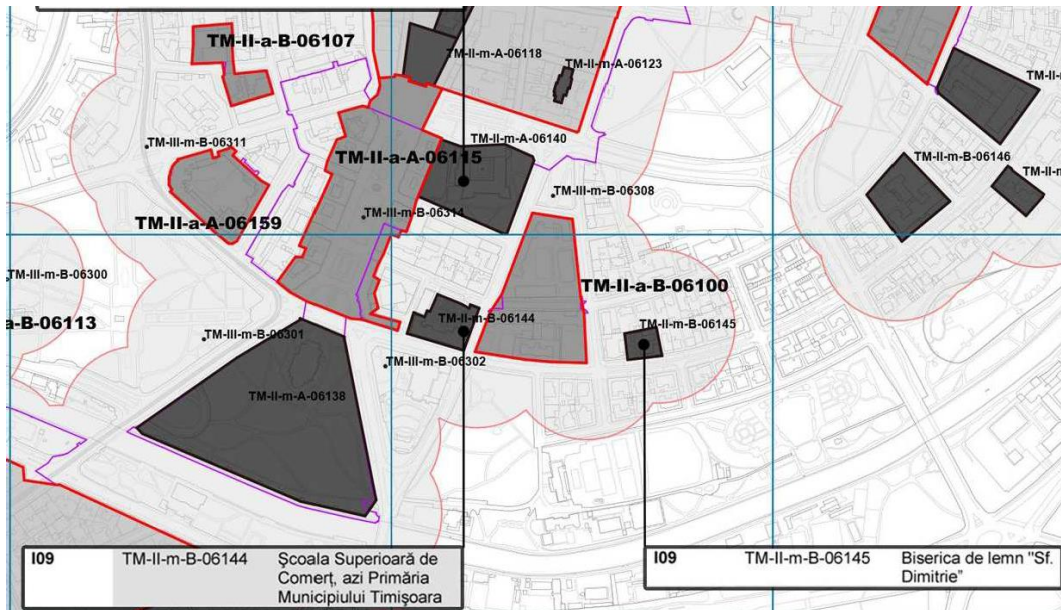 TM-II-a-B-06107
TM-II-m-A-06118
TM-II-m-A-06123
TM-III-m-B-06311
TM-II-m-A-06140
TM-II-a-A-06115
TM-II-m-B-06146
TM-III-m-B-06308
TM-III-m-B-06314
TM-II-a-A-06159
TM-III-m-B-06300
TM-II-a-B-06100
a-B-06113
TM-II-m-B-06144
TM-II-m-B-06145
TM-III-m-B-06301
TM-III-m-B-06302
TM-II-m-A-06138
I09 TM-II-m-B-06144 Școala Superioară de
Comerț, azi Primăria
Municipiului Timișoara
I09 TM-II-m-B-06145 Biserica de lemn "Sf.
Dimitrie"